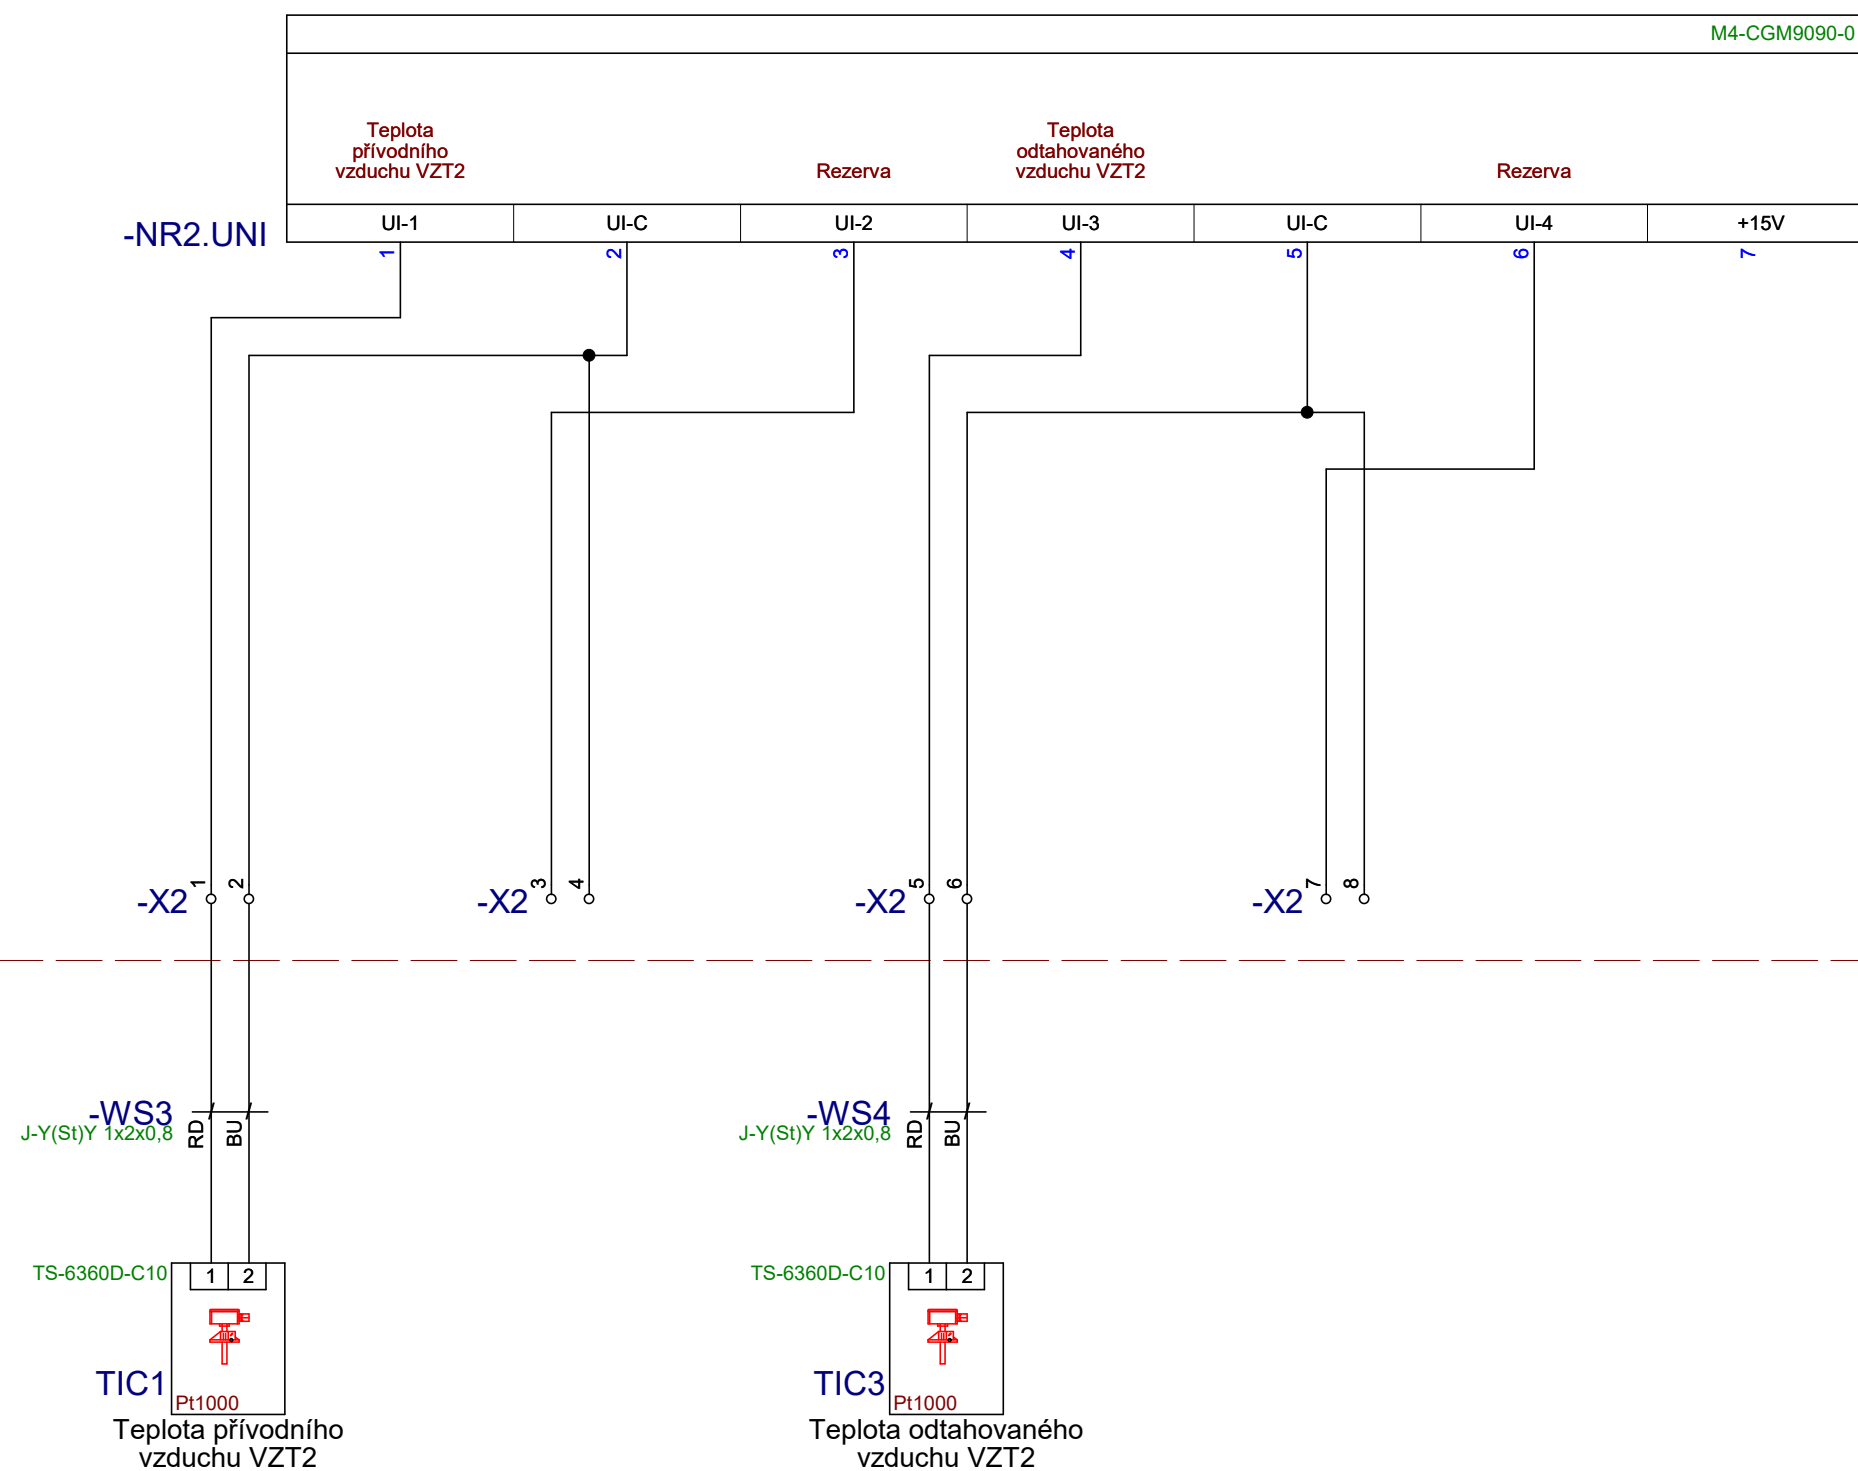 M4-CGM9090-0
Teplota
přívodního
vzduchu VZT2
Rezerva
Teplota
odtahovaného
vzduchu VZT2
Rezerva
-NR2.UNI
UI-1
UI-C
UI-2
UI-3
UI-C
UI-4
+15V
1
2
3
4
5
6
7
-X2
1
2
-X2
3
4
-X2
5
6
-X2
7
8
-WS3
J-Y(St)Y 1x2x0,8
RD
BU
-WS4
J-Y(St)Y 1x2x0,8
RD
BU
TS-6360D-C10
1
2
TIC1
Pt1000
Teplota přívodního
vzduchu VZT2
TS-6360D-C10
1
2
TIC3
Pt1000
Teplota odtahovaného
vzduchu VZT2